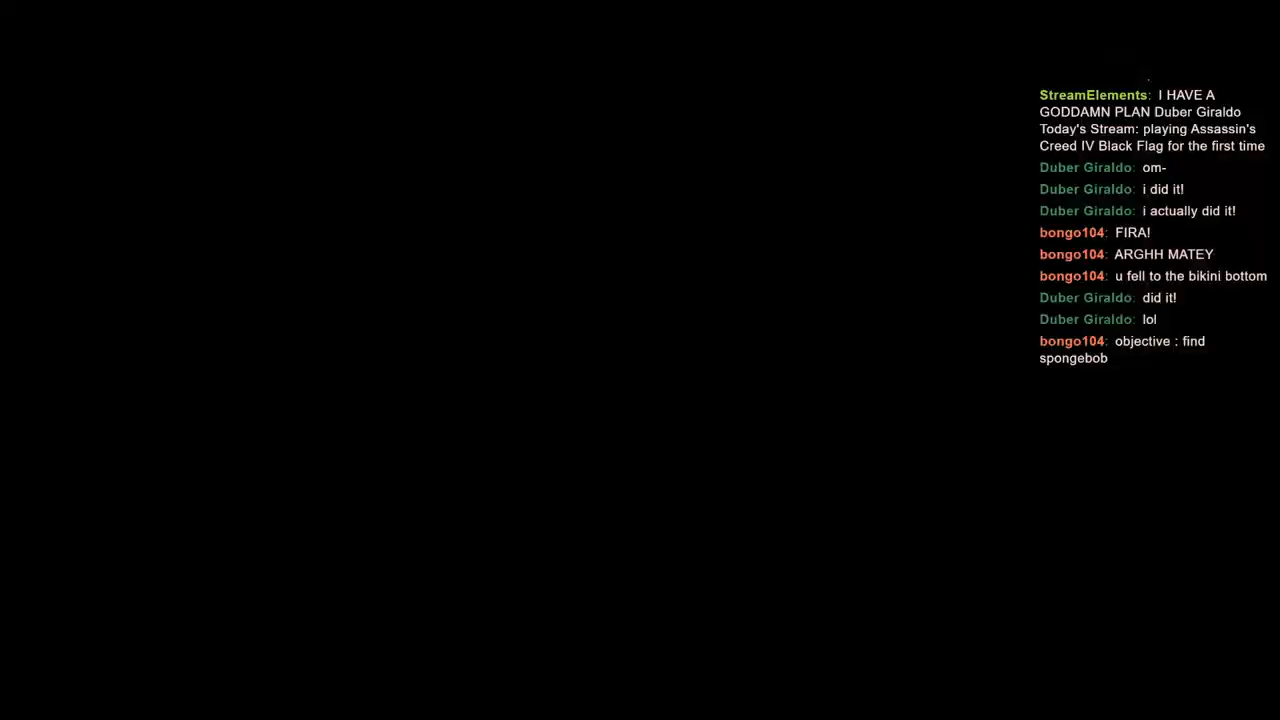 StreamElements: I HAVE A
GODDAMN PLAN Duber Giraldo
Today's Stream: playing Assassin's
Creed IV Black Flag for the first time
Duber Giraldo: om-
Duber Giraldo: i did it!
Duber Giraldo: i actually did it!
bongo104: FIRA!
bongo104: ARGHH MATEY
bongo104: u fell to the bikini bottom
Duber Giraldo: did it!
Duber Giraldo: lol
bongo104: objective : find
spongebob